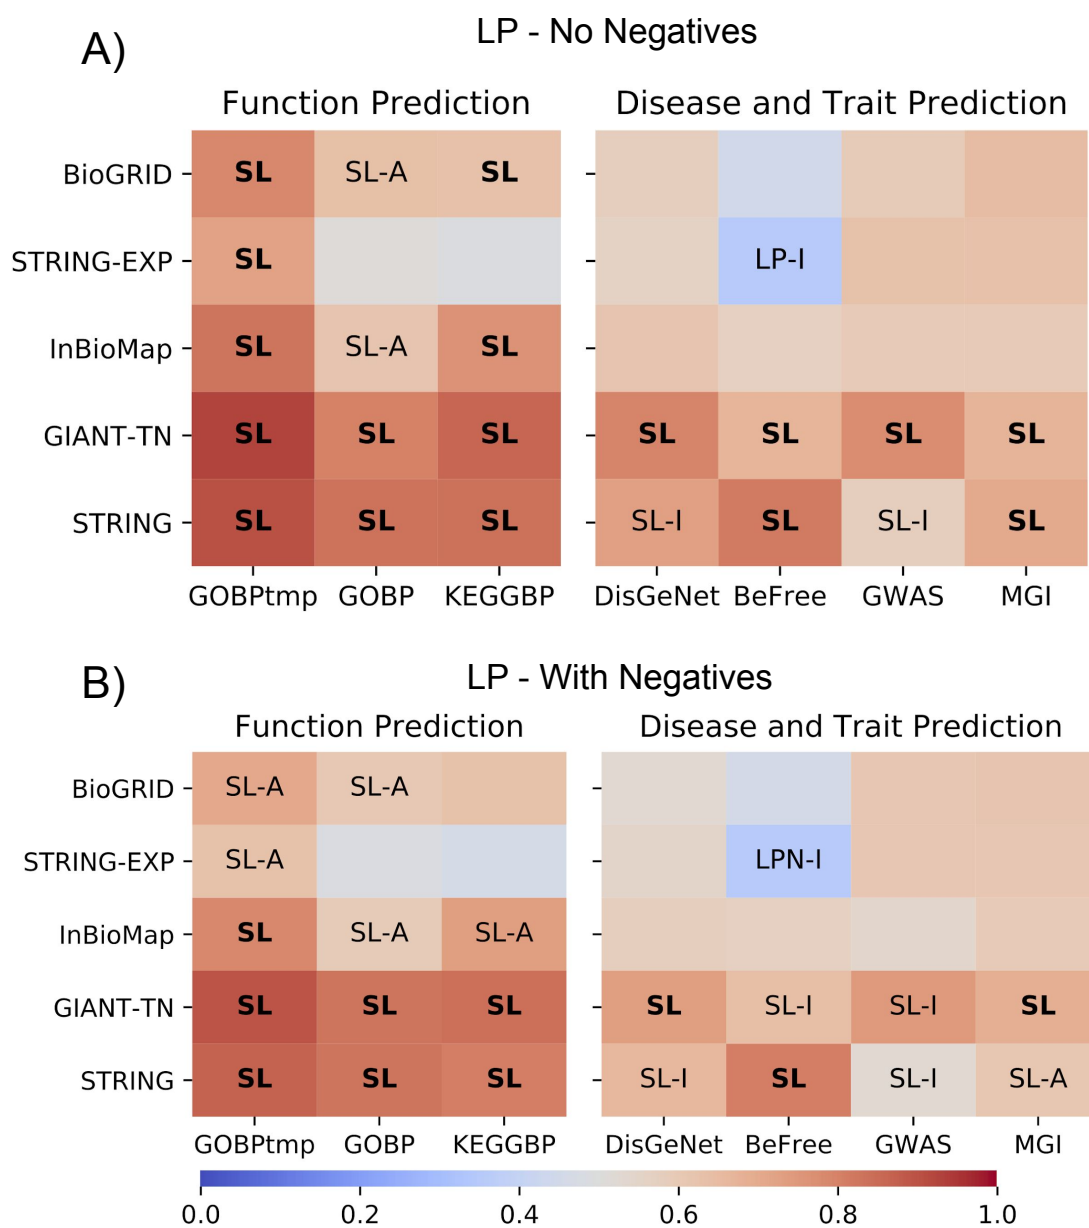 A)
LP - No Negatives
Function Prediction
Disease and Trait Prediction
BioGRID SL SL-A SL
STRING-EXP SL LP-I
InBioMap SL SL-A SL
GIANT-TN SL SL SL SL SL SL SL
STRING SL SL SL SL-I SL SL-I SL
GOBPtmp GOBP KEGGBP DisGeNet BeFree GWAS MGI
B)
LP - With Negatives
Function Prediction
Disease and Trait Prediction
BioGRID SL-A SL-A
STRING-EXP SL-A LPN-I
InBioMap SL SL-A SL-A
GIANT-TN SL SL SL SL SL-I SL-I SL
STRING SL SL SL SL-I SL SL-I SL-A
GOBPtmp GOBP KEGGBP DisGeNet BeFree GWAS MGI
0.0 0.2 0.4 0.6 0.8 1.0